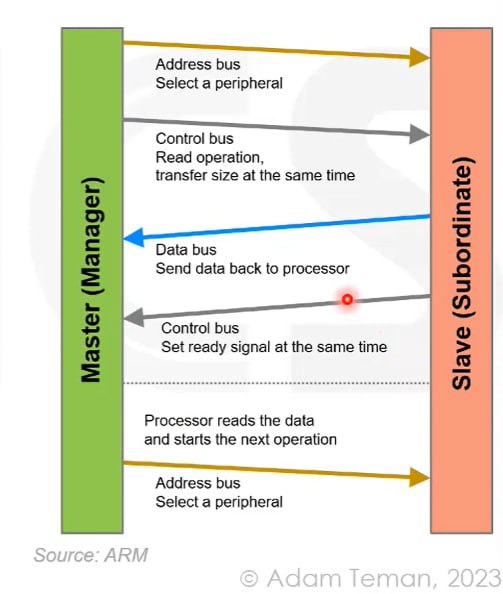 Address bus
Select a peripheral
Control bus
Read operation,
transfer size at the same time
Data bus
Send data back to processor
Control bus
Set ready signal at the same time
Master (Manager)
Slave (Subordinate)
Processor reads the data
and starts the next operation
Address bus
Select a peripheral
Source: ARM
© Adam Teman, 2023